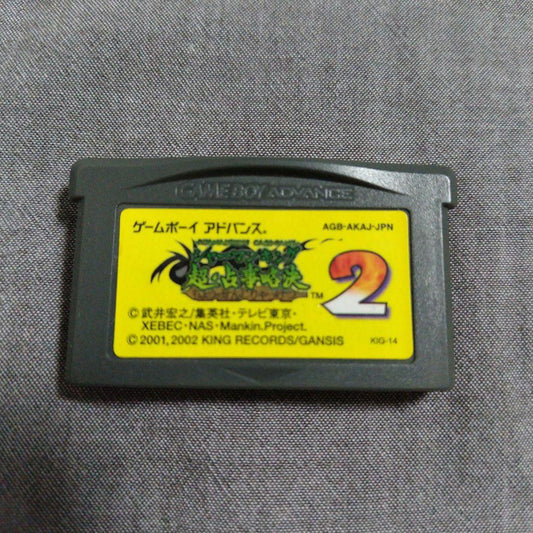 GAME BOY ADVANCE
ゲームボーイ アドバンス®
AGB-AKAJ-JPN
超・占事略決
2
TM
©武井宏之/集英社・テレビ東京・
XEBEC・NAS・Mankin.Project.
©2001, 2002 KING RECORDS/GANSIS
KIG-14